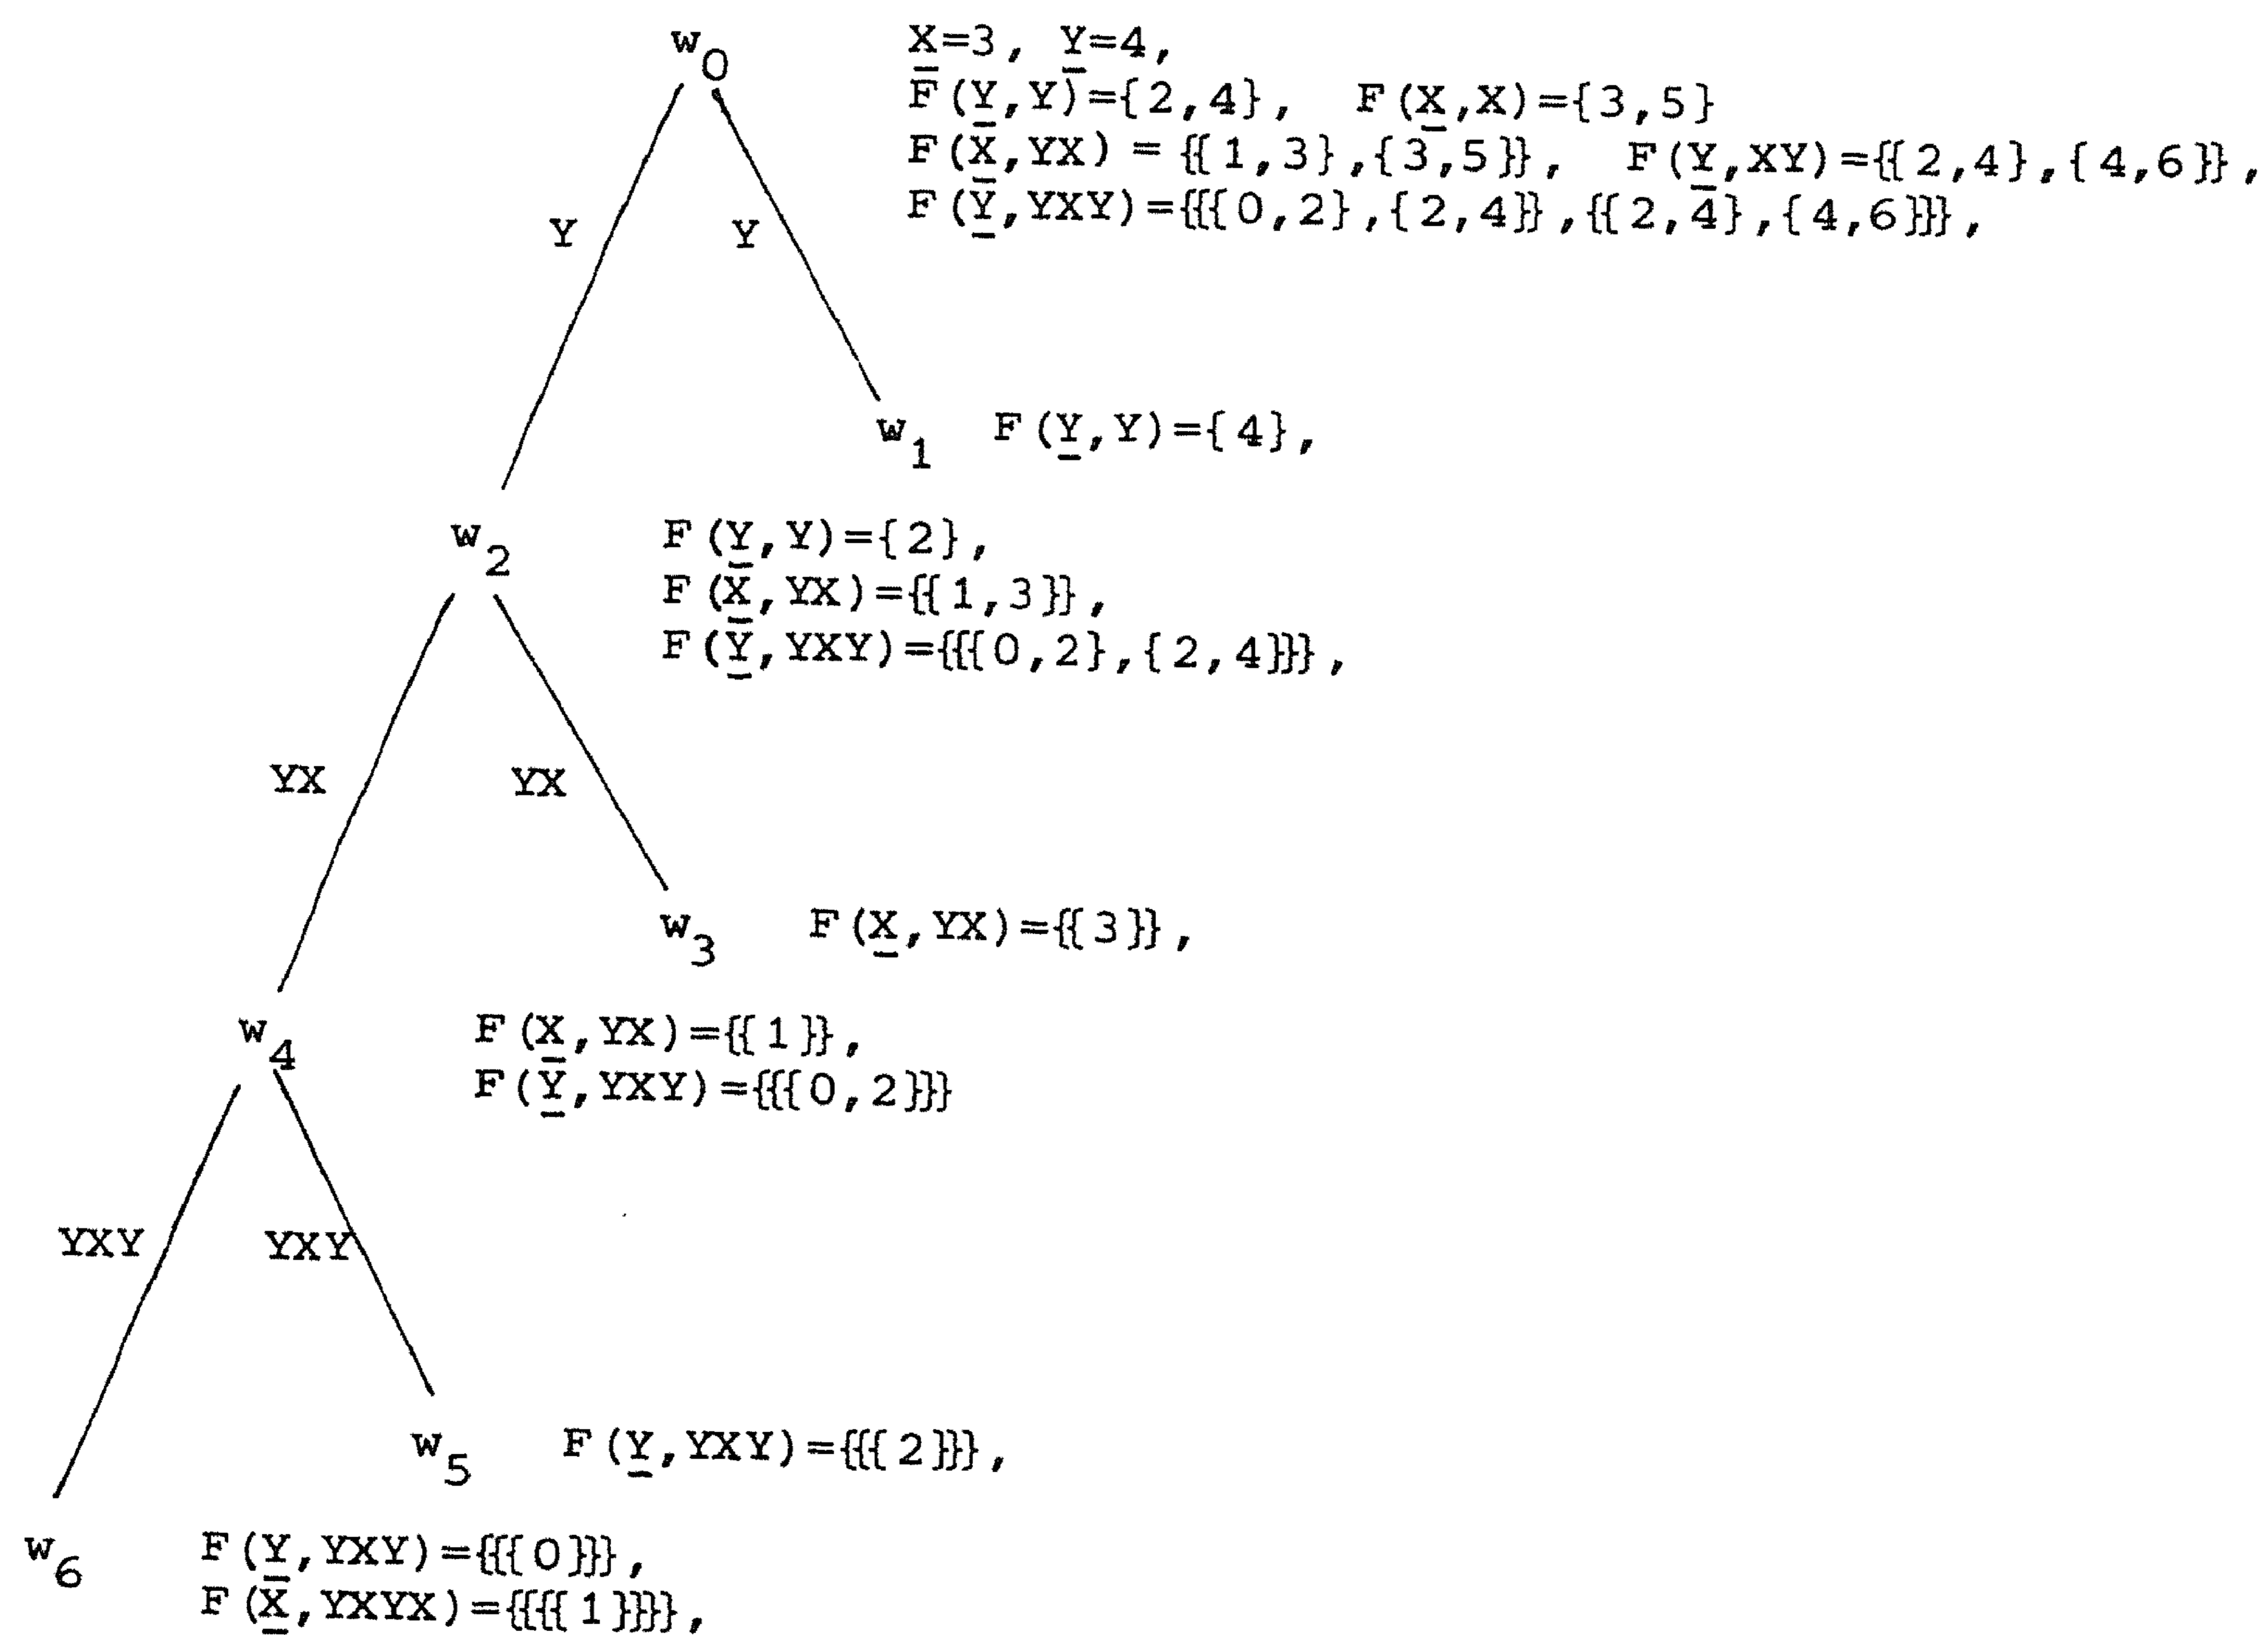 w0 X=3, Y=4,
F(Y,Y)={2,4}, F(X,X)={3,5}
F(X,YX) = {{1,3},{3,5}}, F(Y,XY)={{2,4},{4,6}},
F(Y,YXY)={{{0,2},{2,4}},{{2,4},{4,6}}},
Y Y
w1 F(Y,Y)={4},
w2 F(Y,Y)={2},
F(X,YX)={{1,3}},
F(Y,YXY)={{{0,2},{2,4}}},
YX YX
w3 F(X,YX)={{3}},
w4 F(X,YX)={{1}},
F(Y,YXY)={{{0,2}}}
YXY YXY
w5 F(Y,YXY)={{{2}}},
w6 F(Y,YXY)={{{0}}},
F(X,YXYX)={{{{1}}}},